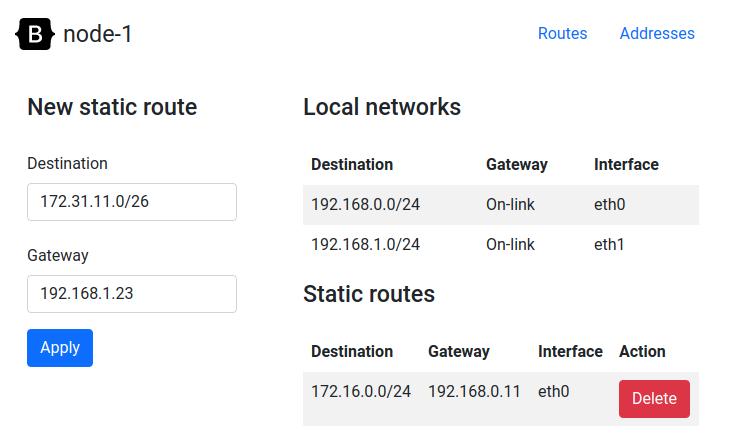 B node-1
Routes Addresses
New static route
Destination
172.31.11.0/26
Gateway
192.168.1.23
Apply
Local networks
Destination Gateway Interface
192.168.0.0/24 On-link eth0
192.168.1.0/24 On-link eth1
Static routes
Destination Gateway Interface Action
172.16.0.0/24 192.168.0.11 eth0 Delete